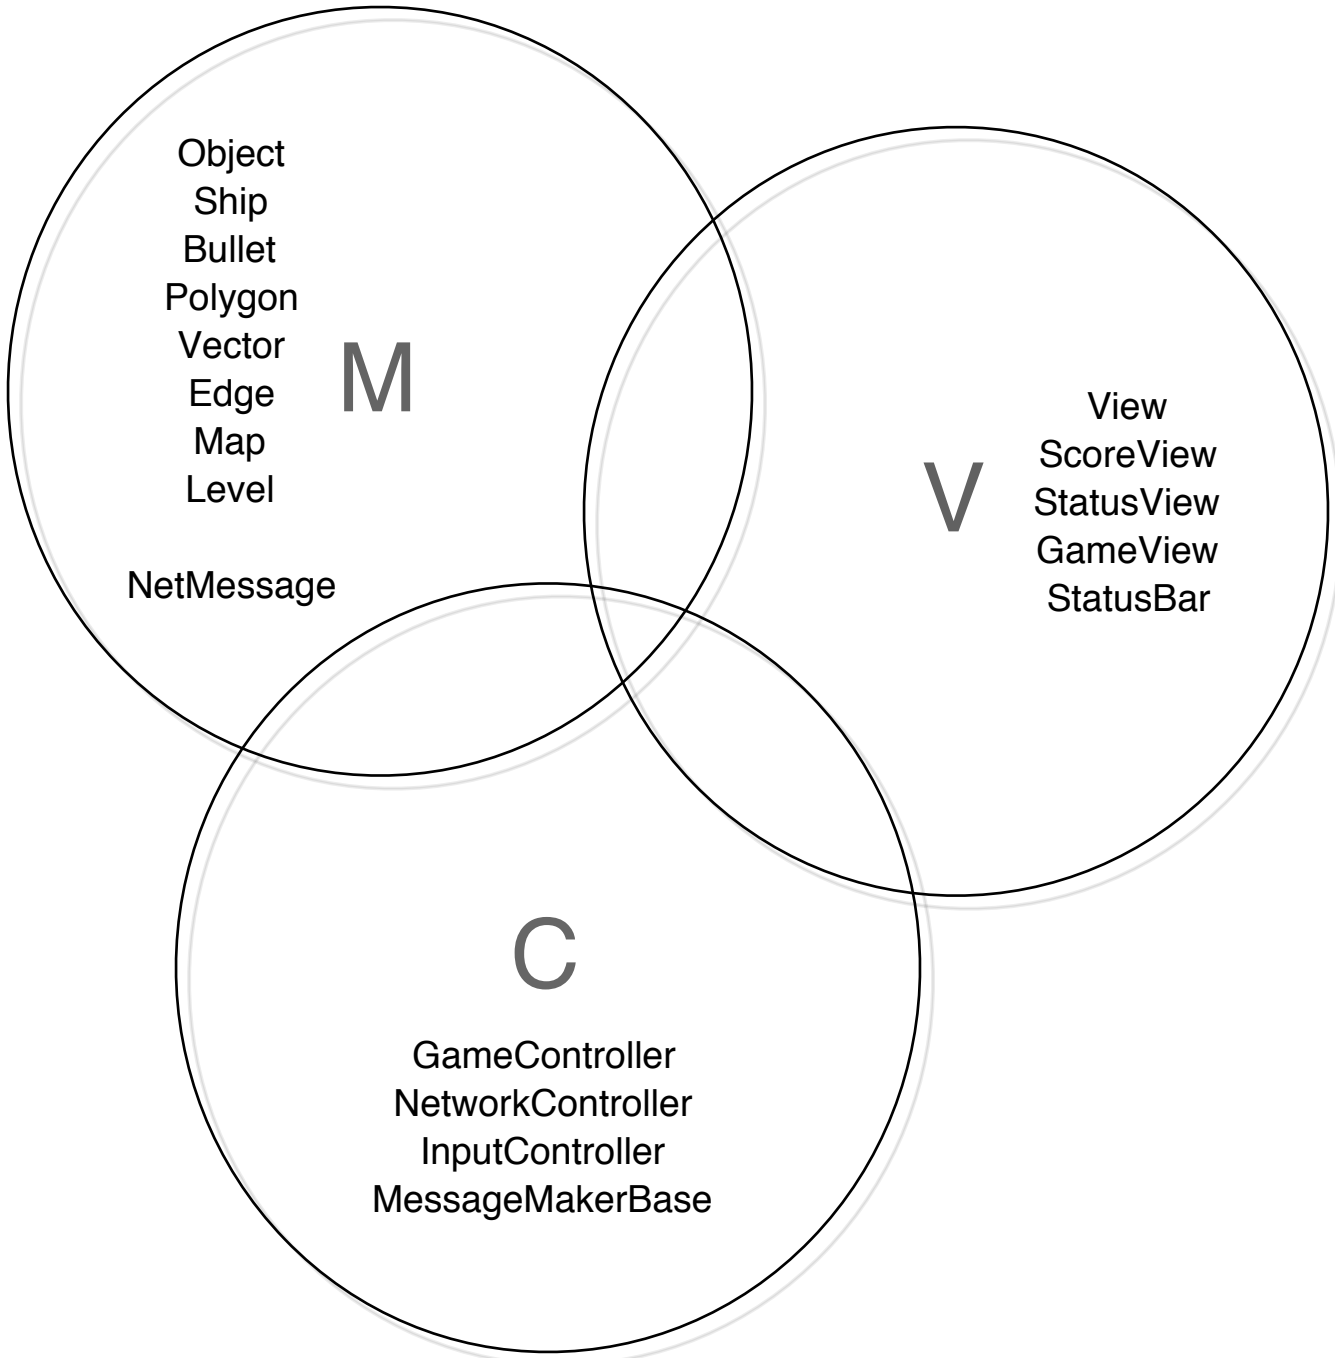 Object
Ship
Bullet
Polygon
Vector
Edge
Map
Level
NetMessage
M
V
View
ScoreView
StatusView
GameView
StatusBar
C
GameController
NetworkController
InputController
MessageMakerBase